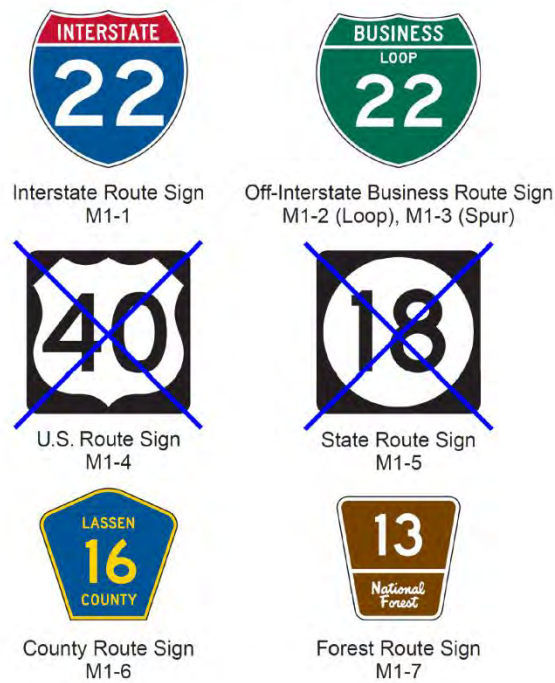 INTERSTATE
22
BUSINESS
LOOP
22
Interstate Route Sign
M1-1
Off-Interstate Business Route Sign
M1-2 (Loop), M1-3 (Spur)
40
18
U.S. Route Sign
M1-4
State Route Sign
M1-5
LASSEN
16
COUNTY
13
National
Forest
County Route Sign
M1-6
Forest Route Sign
M1-7